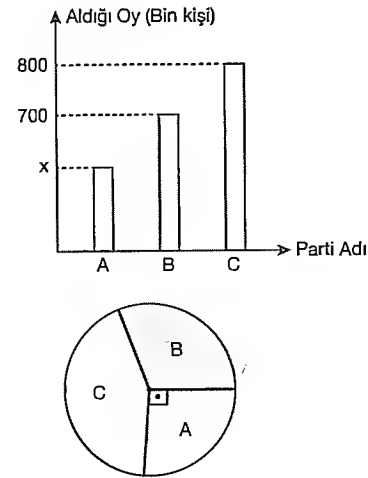 Aldığı Oy (Bin kişi)
800
700
x
A B C
Parti Adı
B
C
A